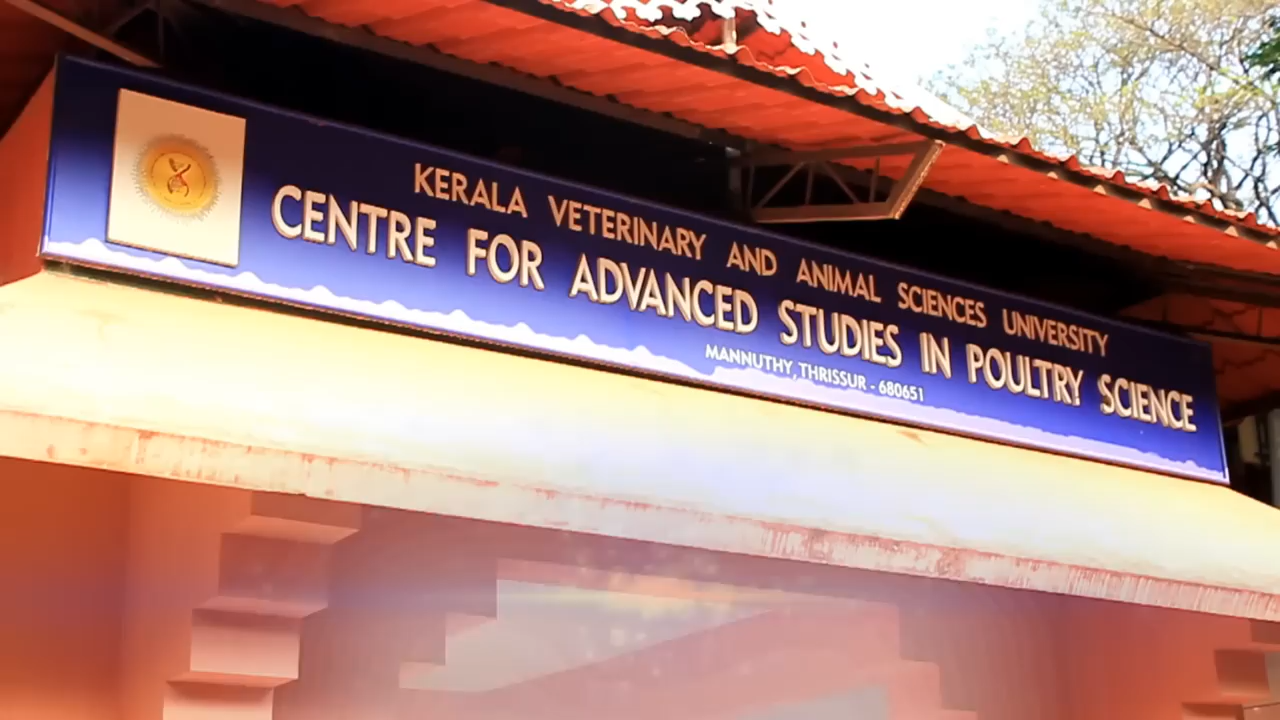 KERALA VETERINARY AND ANIMAL SCIENCES UNIVERSITY
CENTRE FOR ADVANCED STUDIES IN POULTRY SCIENCE
MANNUTHY, THRISSUR - 680651